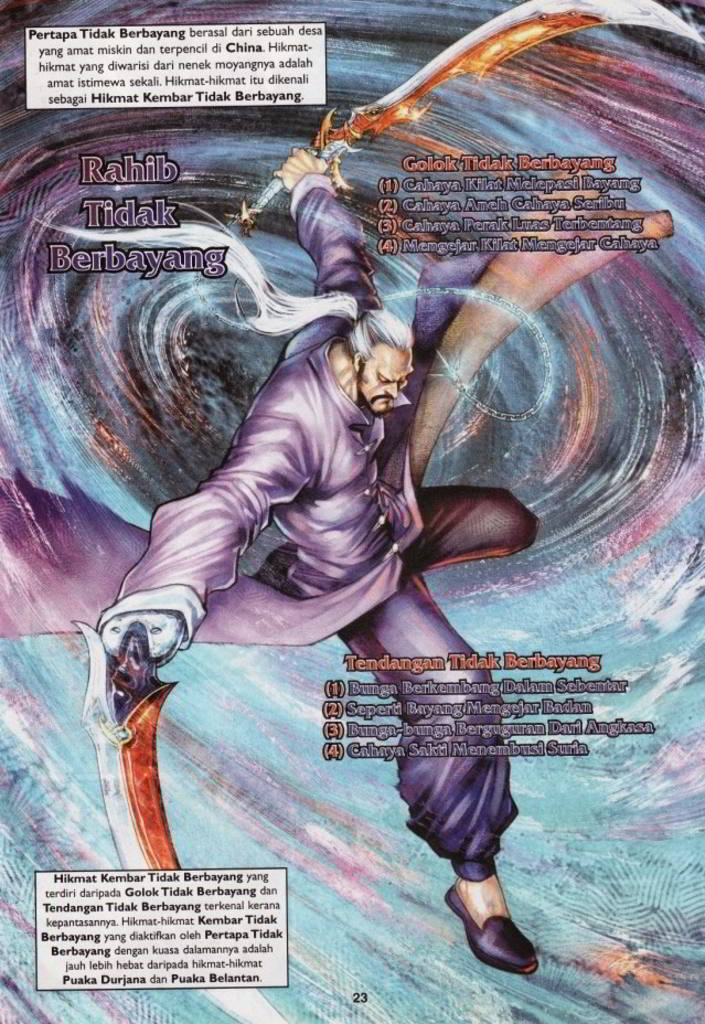 Pertapa Tidak Berbayang berasal dari sebuah desa
yang amat miskin dan terpencil di China. Hikmat-
hikmat yang diwarisi dari nenek moyangnya adalah
amat istimewa sekali. Hikmat-hikmat itu dikenali
sebagai Hikmat Kembar Tidak Berbayang.
Rahib
Tidak
Berbayang
Golok Tidak Berbayang
(1) Cahaya Kilat Melepasi Bayang
(2) Cahaya Aneh Cahaya Seribu
(3) Cahaya Perak Luas Terbentang
(4) Mengejar Kilat Mengejar Cahaya
Tendangan Tidak Berbayang
(1) Bunga Berkembang Dalam Sebentar
(2) Seperti Bayang Mengejar Badan
(3) Bunga-bunga Berguguran Dari Angkasa
(4) Cahaya Sakti Menembusi Suria
Hikmat Kembar Tidak Berbayang yang
terdiri daripada Golok Tidak Berbayang dan
Tendangan Tidak Berbayang terkenal kerana
kepantasannya. Hikmat-hikmat Kembar Tidak
Berbayang yang diaktifkan oleh Pertapa Tidak
Berbayang dengan kuasa dalamannya adalah
jauh lebih hebat daripada hikmat-hikmat
Puaka Durjana dan Puaka Belantan.
23